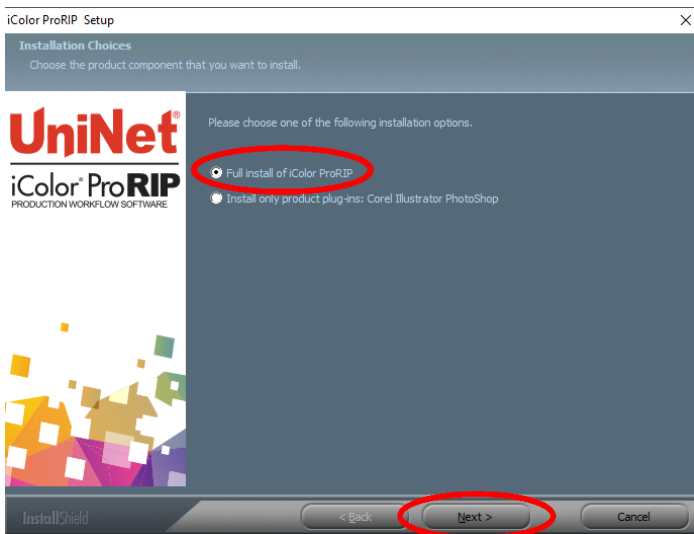 iColor ProRIP Setup
Installation Choices
Choose the product component that you want to install.
UniNet®
iColor® ProRIP
PRODUCTION WORKFLOW SOFTWARE
Please choose one of the following installation options.
Full install of iColor ProRIP
Install only product plug-ins: Corel Illustrator PhotoShop
InstallShield
< Back
Next >
Cancel